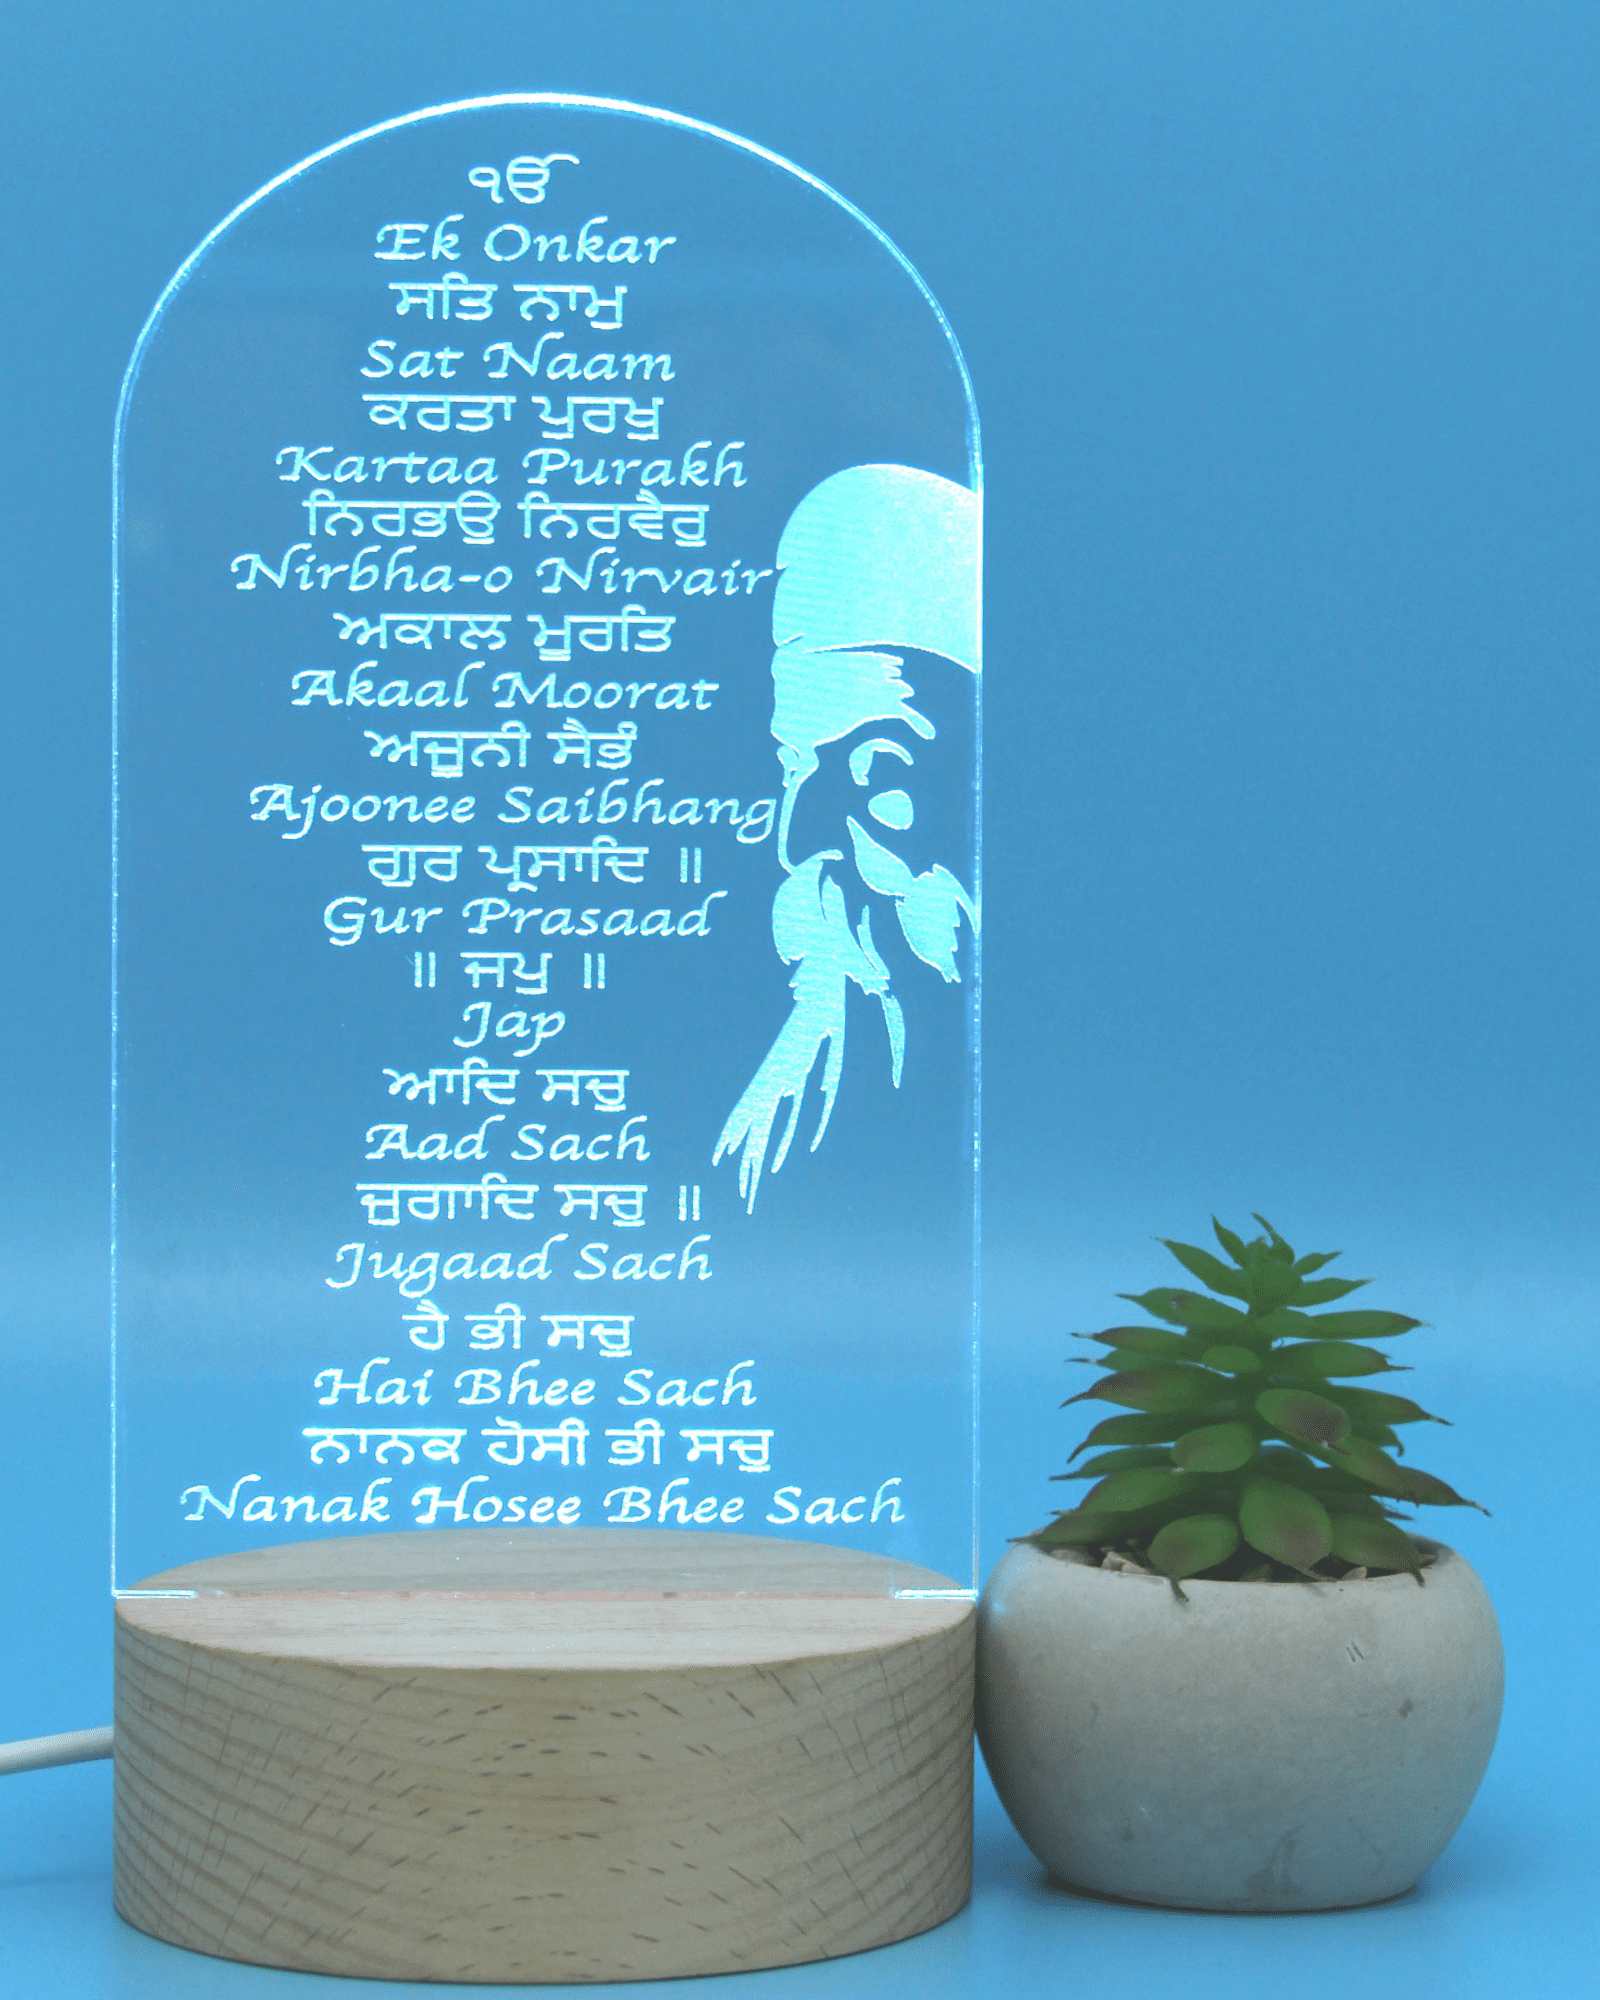 ੴ
Ek Onkar
ਸਤਿ ਨਾਮੁ
Sat Naam
ਕਰਤਾ ਪੁਰਖੁ
Kartaa Purakh
ਨਿਰਭਉ ਨਿਰਵੈਰੁ
Nirbha-o Nirvair
ਅਕਾਲ ਮੂਰਤਿ
Akaal Moorat
ਅਜੂਨੀ ਸੈਭੰ
Ajoonee Saibhang
ਗੁਰ ਪ੍ਰਸਾਦਿ ॥
Gur Prasaad
॥ ਜਪੁ ॥
Jap
ਆਦਿ ਸਚੁ
Aad Sach
ਜੁਗਾਦਿ ਸਚੁ ॥
Jugaad Sach
ਹੈ ਭੀ ਸਚੁ
Hai Bhee Sach
ਨਾਨਕ ਹੋਸੀ ਭੀ ਸਚੁ
Nanak Hosee Bhee Sach